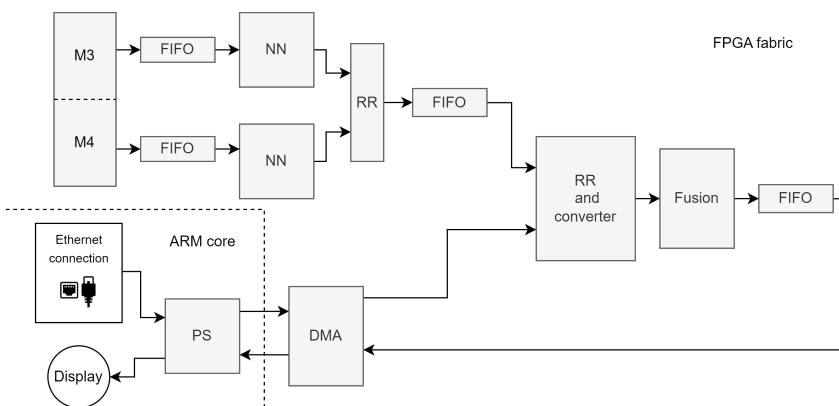 M3
FIFO
NN
FPGA fabric
RR
FIFO
M4
FIFO
NN
RR
and
converter
Fusion
FIFO
Ethernet
connection
ARM core
PS
DMA
Display